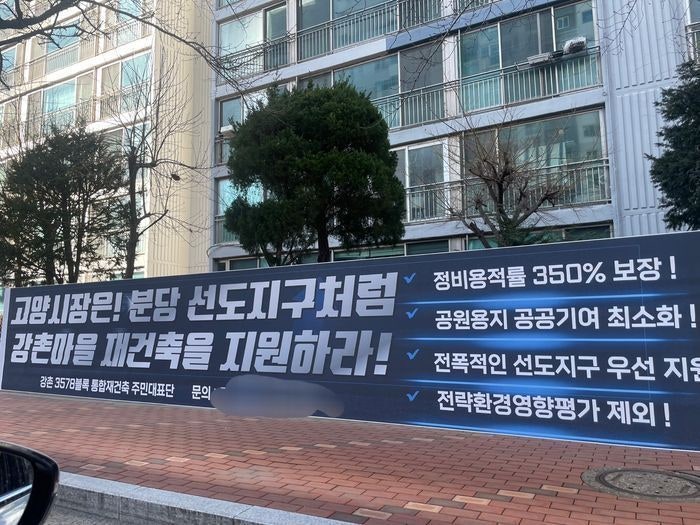 고양시장은! 분당 선도지구처럼
강촌마을 재건축을 지원하라!
강촌 3578블록 통합재건축 주민대표단 문의
정비용적률 350% 보장!
공원용지 공공기여 최소화!
전폭적인 선도지구 우선 지원
전략환경영향평가 제외!